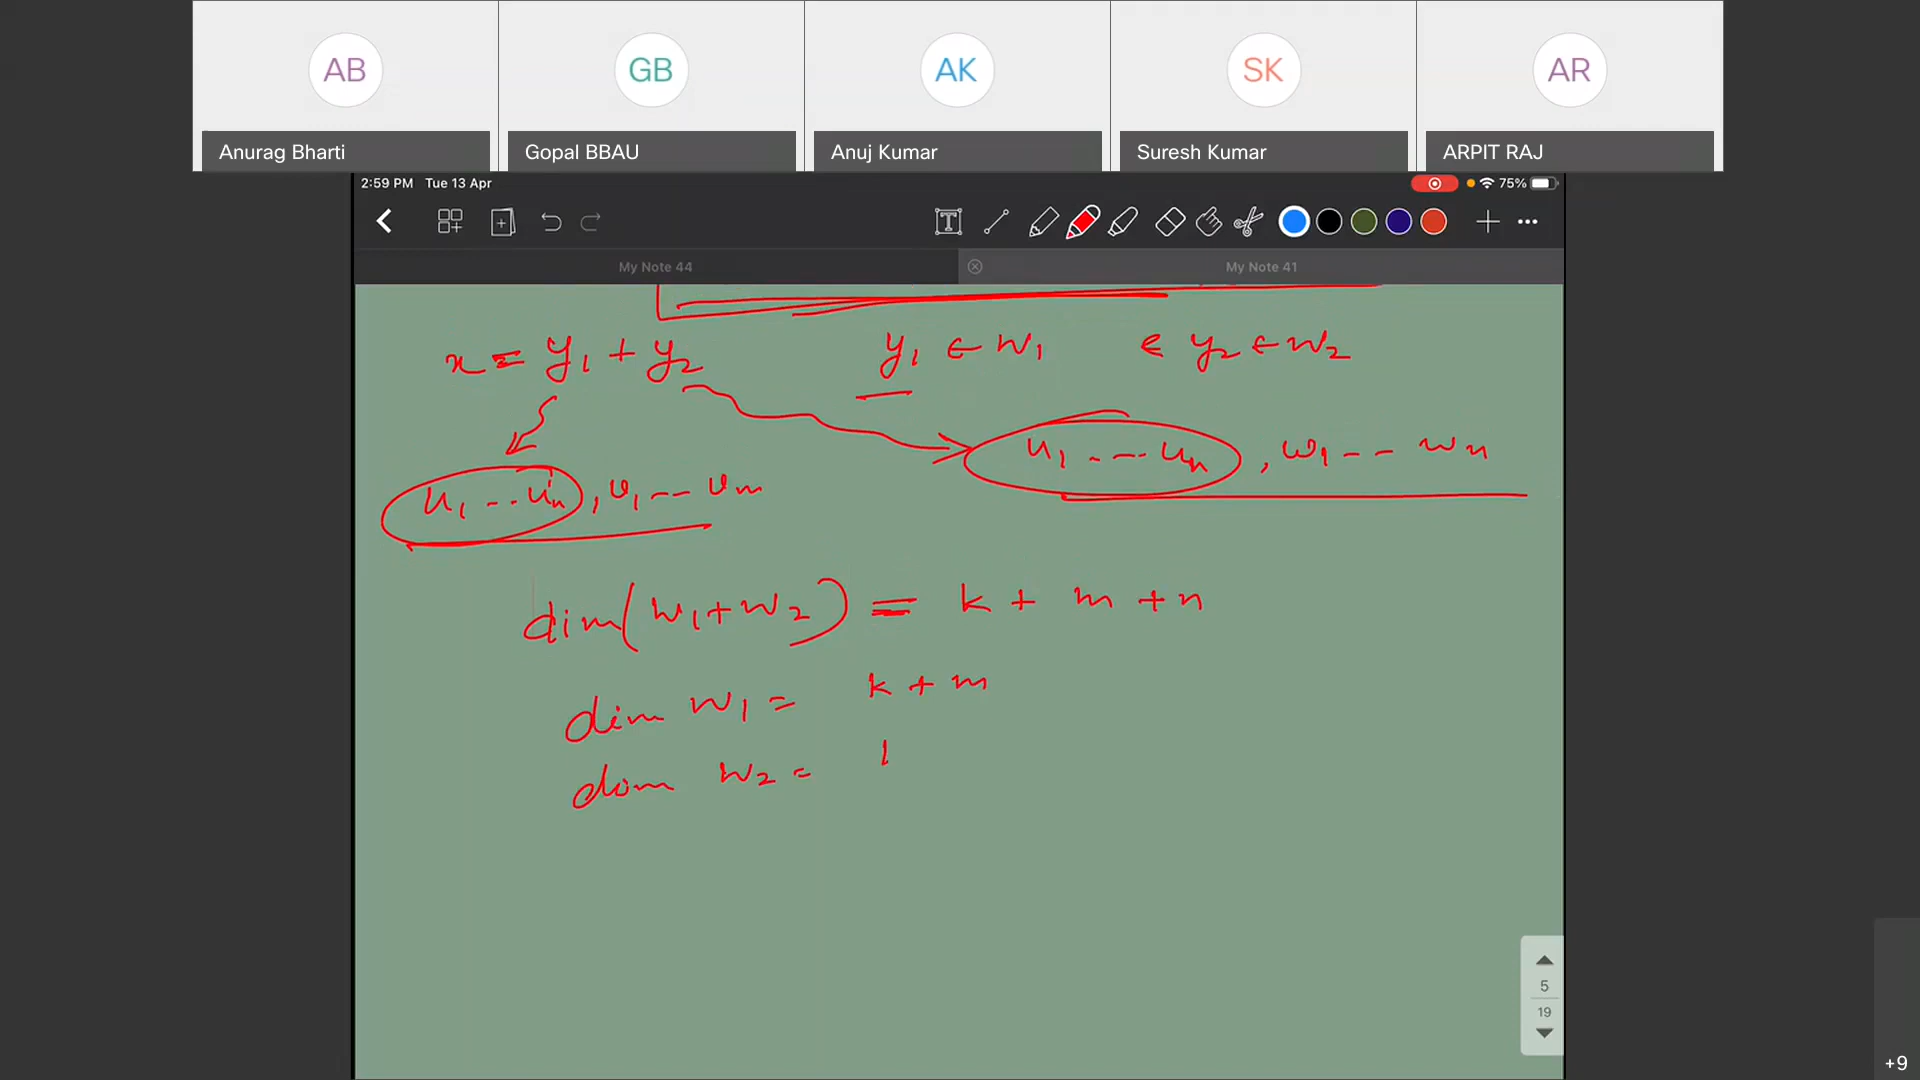 AB GB AK SK AR
Anurag Bharti Gopal BBAU Anuj Kumar Suresh Kumar ARPIT RAJ
2:59 PM Tue 13 Apr 75%
My Note 44 My Note 41
x = y₁ + y₂ y₁ ∈ W₁ & y₂ ∈ W₂
u₁ --- uₙ , w₁ -- wₙ
u₁ -- uₙ , v₁ -- vₘ
dim(W₁+W₂) = k + m + n
dim W₁ = k + m
dim W₂ =
5
19
+9